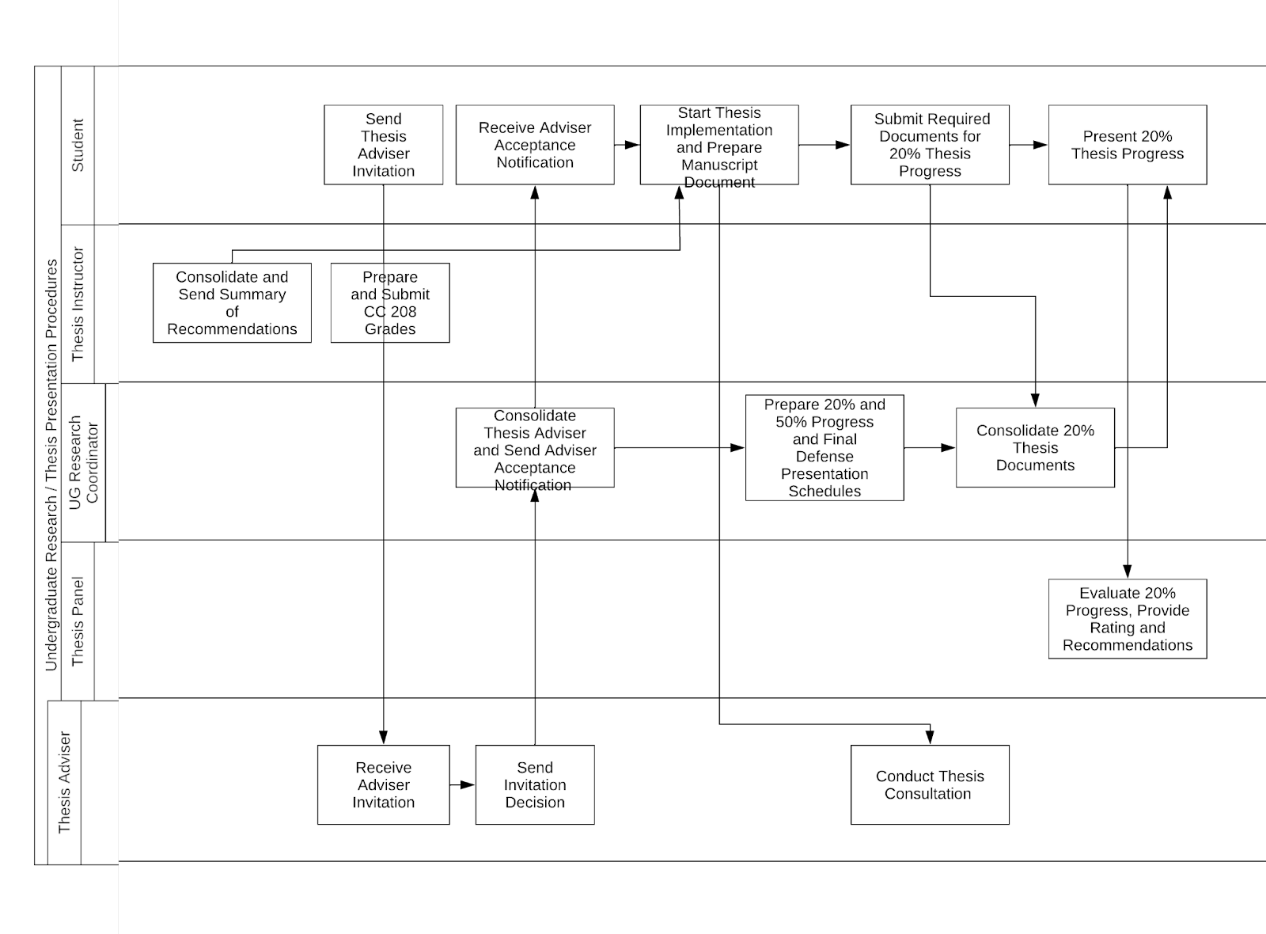 Undergraduate Research / Thesis Presentation Procedures
Student
Send
Thesis
Adviser
Invitation
Receive Adviser
Acceptance
Notification
Start Thesis
Implementation
and Prepare
Manuscript
Document
Submit Required
Documents for
20% Thesis
Progress
Present 20%
Thesis Progress
Thesis Instructor
Consolidate and
Send Summary
of
Recommendations
Prepare
and Submit
CC 208
Grades
UG Research
Coordinator
Consolidate
Thesis Adviser
and Send Adviser
Acceptance
Notification
Prepare 20% and
50% Progress
and Final
Defense
Presentation
Schedules
Consolidate 20%
Thesis
Documents
Thesis Panel
Evaluate 20%
Progress, Provide
Rating and
Recommendations
Thesis Adviser
Receive
Adviser
Invitation
Send
Invitation
Decision
Conduct Thesis
Consultation